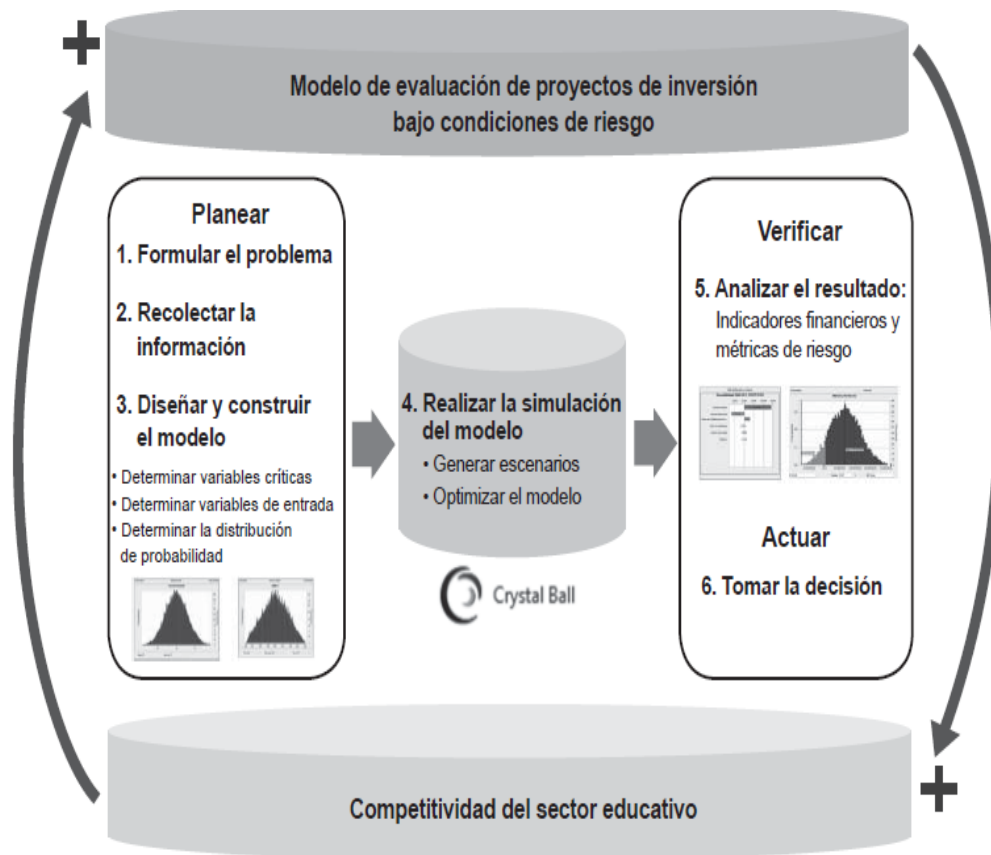 +
Modelo de evaluación de proyectos de inversión
bajo condiciones de riesgo
Planear
1. Formular el problema
2. Recolectar la
información
3. Diseñar y construir
el modelo
• Determinar variables críticas
• Determinar variables de entrada
• Determinar la distribución
de probabilidad
4. Realizar la simulación
del modelo
• Generar escenarios
• Optimizar el modelo
Crystal Ball
Verificar
5. Analizar el resultado:
Indicadores financieros y
métricas de riesgo
Actuar
6. Tomar la decisión
+
Competitividad del sector educativo